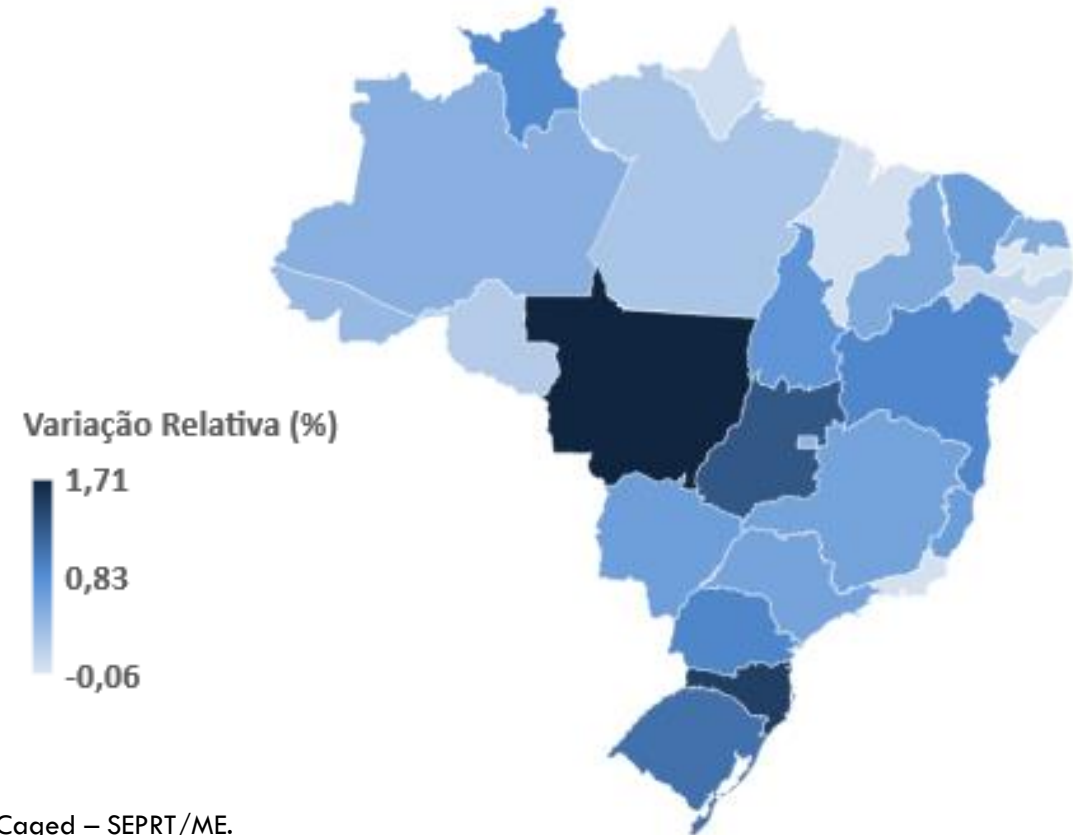 Variação Relativa (%)
1,71
0,83
-0,06
Caged – SEPRT/ME.